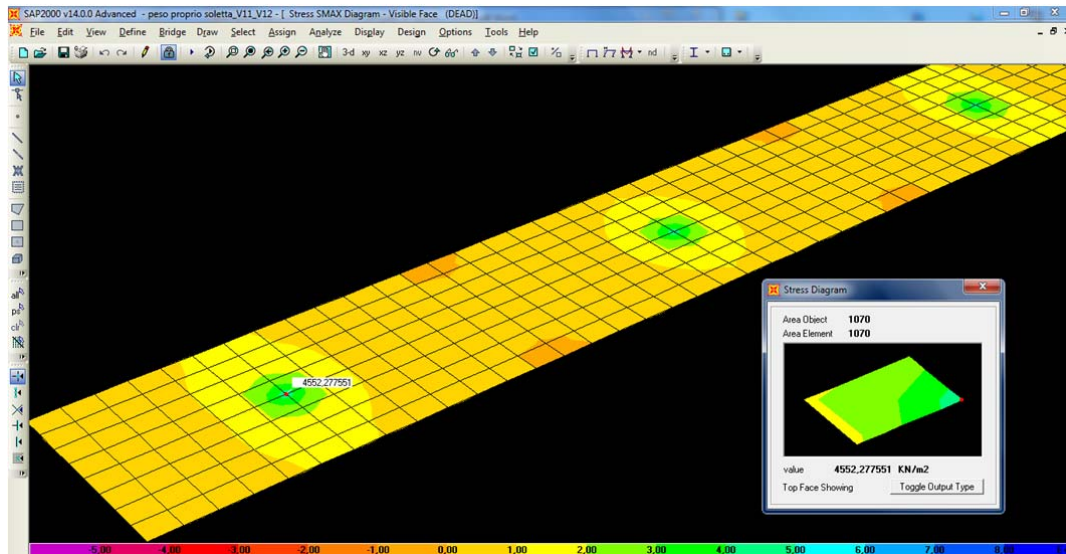 SAP2000 v14.0.0 Advanced - peso proprio soletta_V11_V12 - [ Stress SMAX Diagram - Visible Face (DEAD)]
File Edit View Define Bridge Draw Select Assign Analyze Display Design Options Tools Help
3-d xy xz yz nv nd
all
ps
clr
4552,277551
Stress Diagram
Area Object 1070
Area Element 1070
value 4552,277551 KN/m2
Top Face Showing Toggle Output Type
-5,00 -4,00 -3,00 -2,00 -1,00 0,00 1,00 2,00 3,00 4,00 5,00 6,00 7,00 8,00